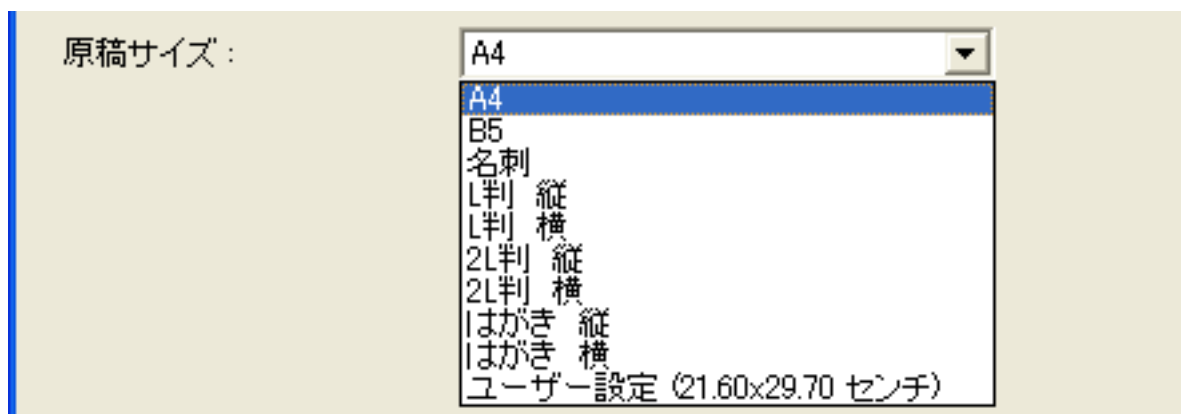 原稿サイズ： A4
A4
B5
名刺
L判 縦
L判 横
2L判 縦
2L判 横
はがき 縦
はがき 横
ユーザー設定 (21.60x29.70 センチ)